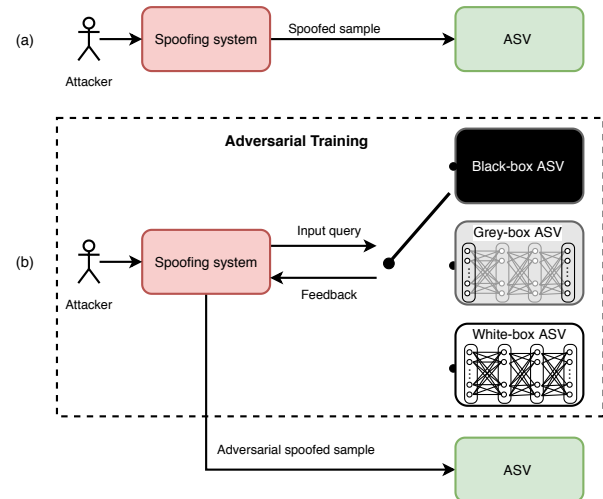 (a)
Attacker
Spoofing system
Spoofed sample
ASV
Adversarial Training
Black-box ASV
(b)
Attacker
Spoofing system
Input query
Feedback
Grey-box ASV
White-box ASV
Adversarial spoofed sample
ASV